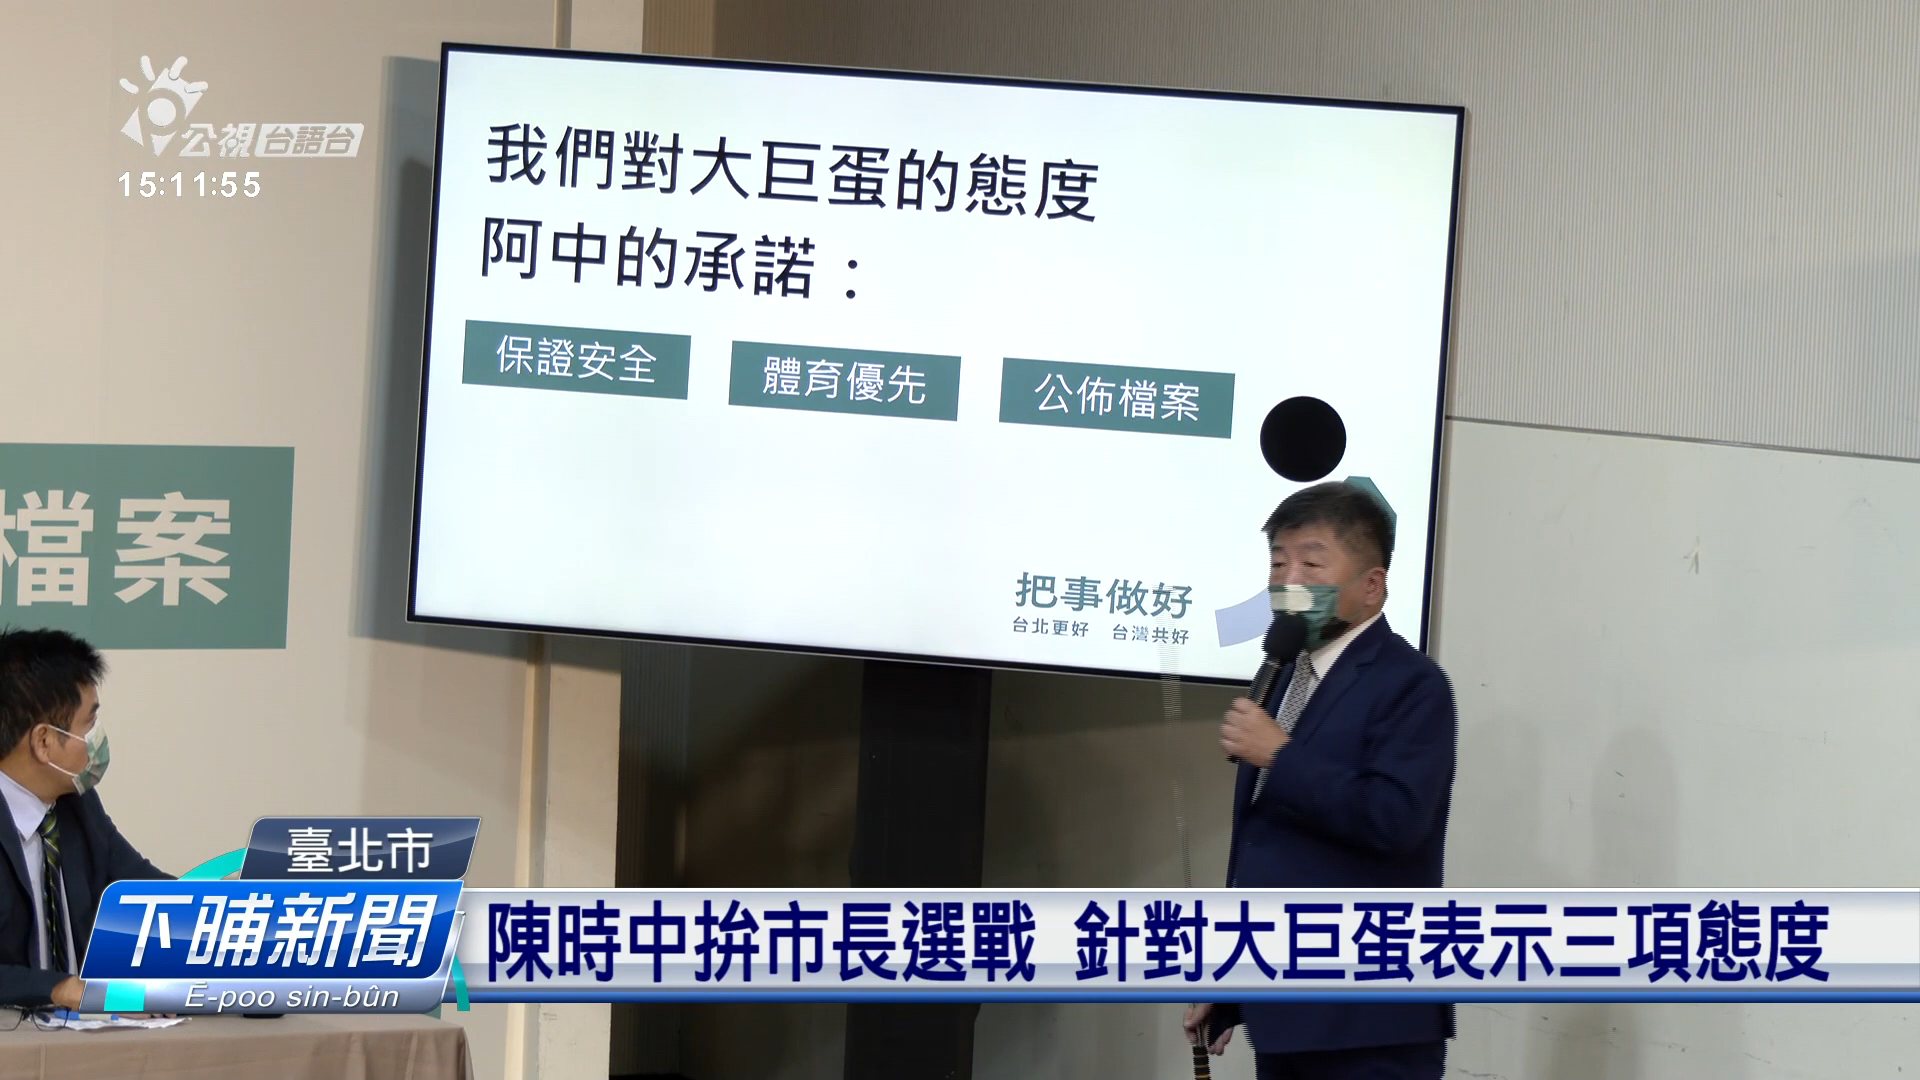 公視台語台
15:11:55
我們對大巨蛋的態度
阿中的承諾：
保證安全
體育優先
公佈檔案
檔案
把事做好
台北更好 台灣共好
臺北市
下晡新聞
Ē-poo sin-bûn
陳時中拚市長選戰 針對大巨蛋表示三項態度